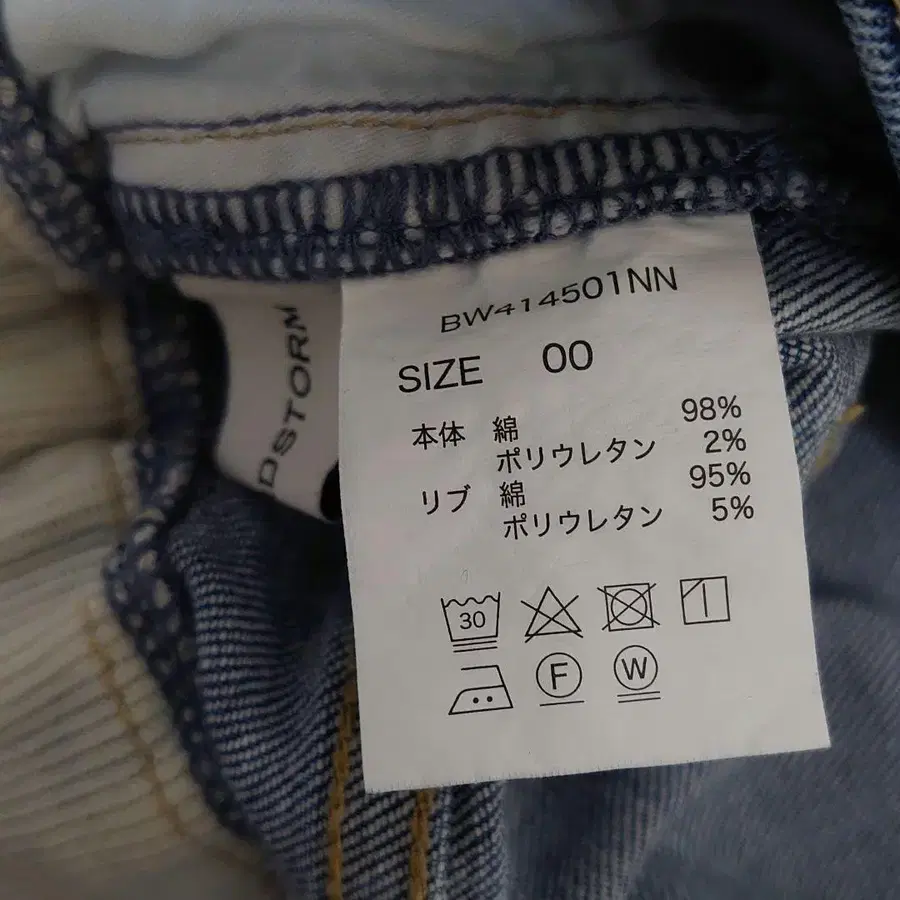 BW414501NN
SIZE 00
本体 綿 98%
ポリウレタン 2%
リブ 綿 95%
ポリウレタン 5%
30
F W
DSTORM